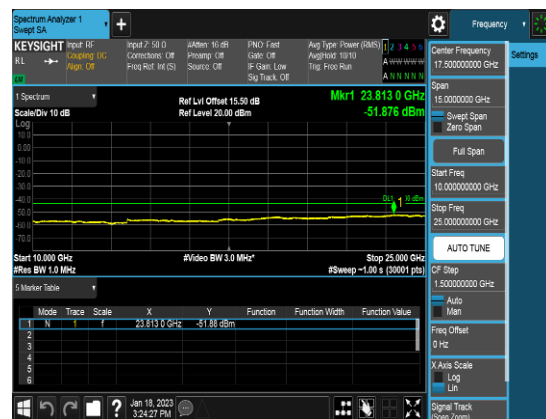 Spectrum Analyzer 1
Swept SA
+
Frequency
KEYSIGHT
RL
Input: RF
Coupling: DC
Align: Off
Input Z: 50 Ω
Corrections: Off
Freq Ref: Int (S)
#Atten: 16 dB
Preamp: Off
Source: Off
PNO: Fast
Gate: Off
IF Gain: Low
Sig Track: Off
Avg Type: Power (RMS)
Avg|Hold: 10/10
Trig: Free Run
1 2 3 4 5 6
A WW WW W
A N N N N N
1 Spectrum
Scale/Div 10 dB
Ref Lvl Offset 15.50 dB
Ref Level 20.00 dBm
Mkr1 23.813 0 GHz
-51.876 dBm
Log
10.0
0.00
-10.0
-20.0
-30.0
-40.0
-50.0
-60.0
-70.0
1
Start 10.000 GHz
#Res BW 1.0 MHz
#Video BW 3.0 MHz*
Stop 25.000 GHz
#Sweep ~1.00 s (30001 pts)
5 Marker Table
Mode Trace Scale X Y Function Function Width Function Value
1 N 1 f 23.813 0 GHz -51.88 dBm
2
3
4
5
6
Center Frequency
17.500000000 GHz
Settings
Span
15.0000000 GHz
Swept Span
Zero Span
Full Span
Start Freq
10.000000000 GHz
Stop Freq
25.000000000 GHz
AUTO TUNE
CF Step
1.500000000 GHz
Auto
Man
Freq Offset
0 Hz
X Axis Scale
Log
Lin
Signal Track
(Span Zoom)
?
Jan 18, 2023
3:24:27 PM